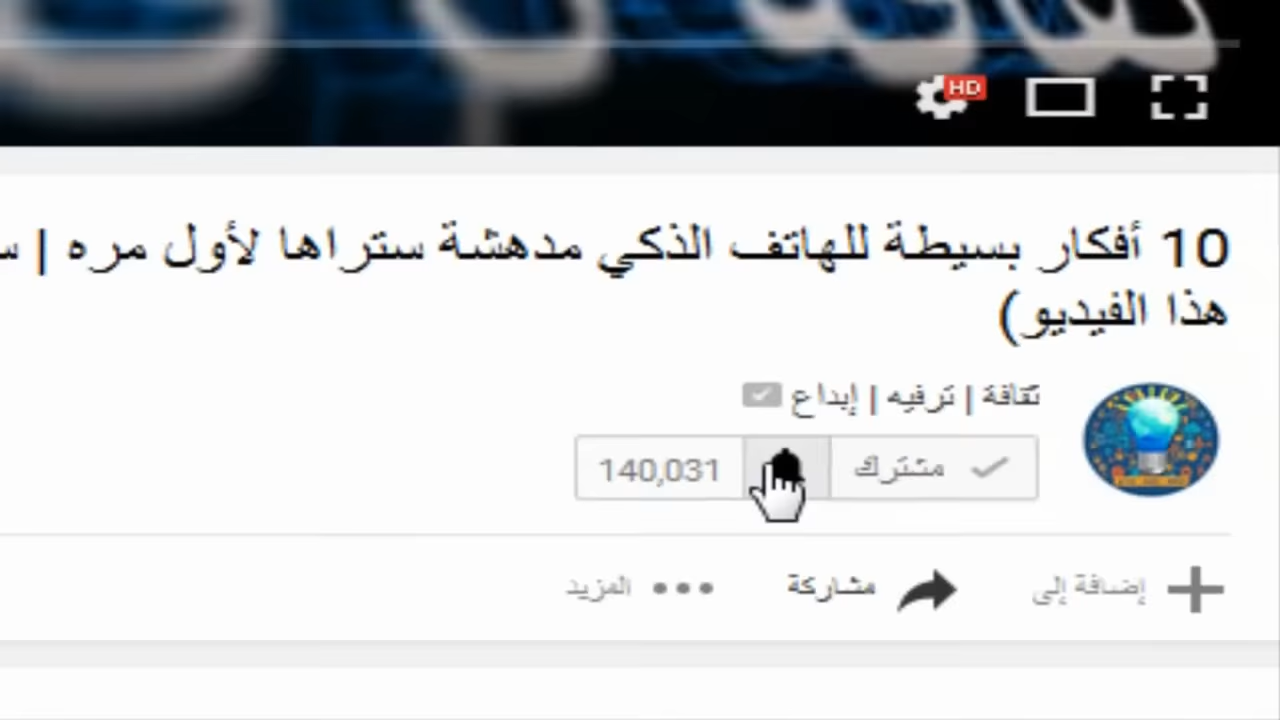 HD
10 أفكار بسيطة للهاتف الذكي مدهشة ستراها لأول مره |
هذا الفيديو)
ثقافة | ترفيه | إبداع
مشترك 140,031
إضافة إلى مشاركة المزيد